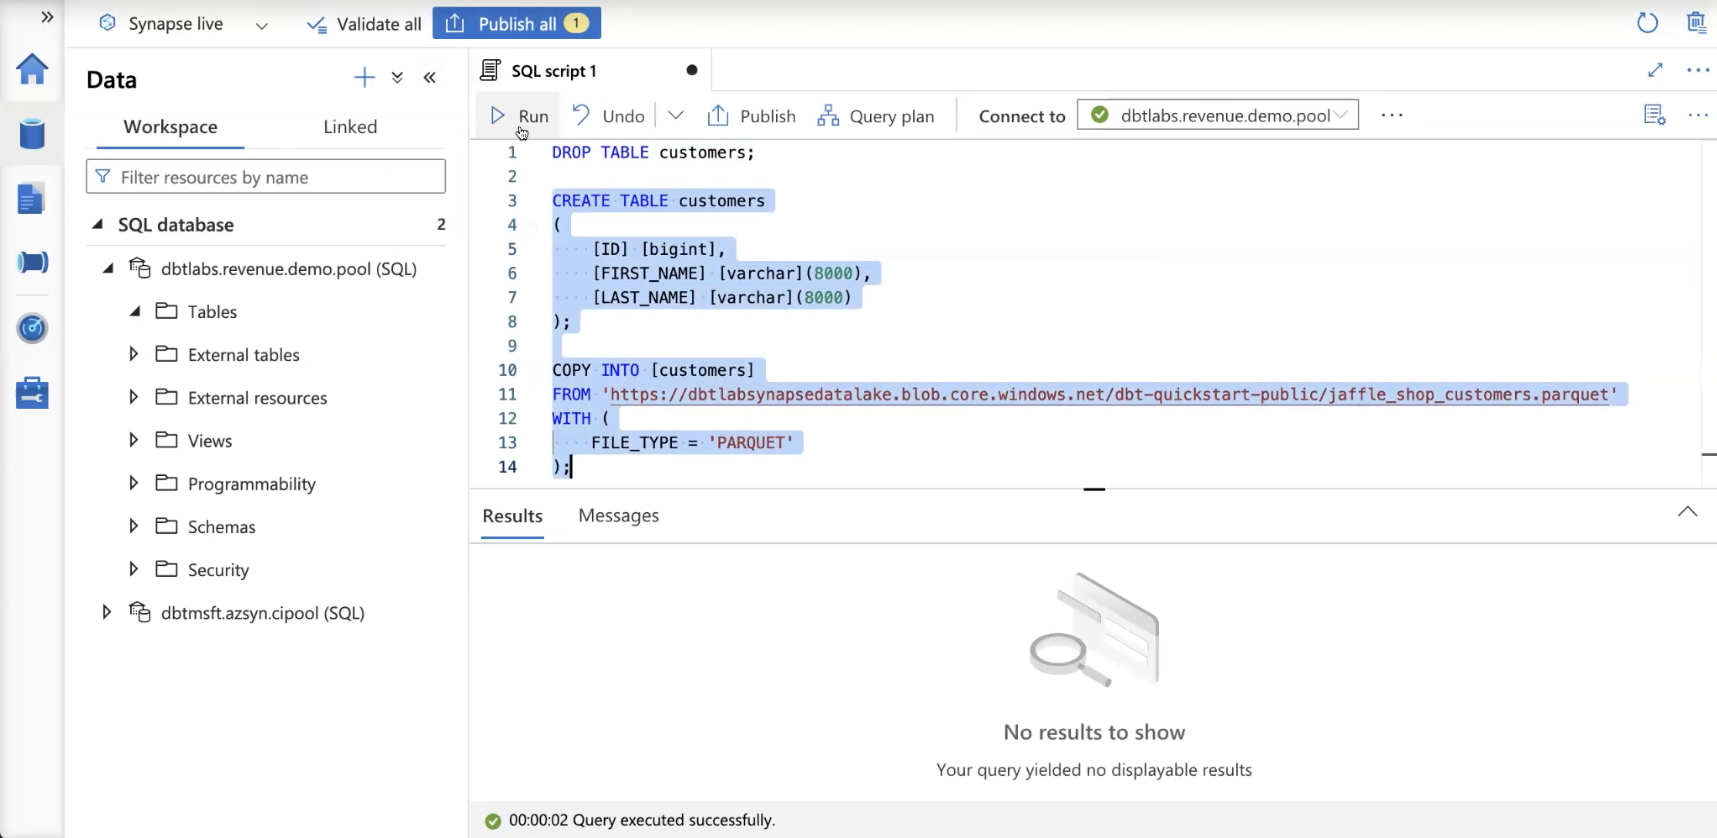 Synapse live
Validate all
Publish all 1
Data
Workspace Linked
Filter resources by name
SQL database 2
dbtlabs.revenue.demo.pool (SQL)
Tables
External tables
External resources
Views
Programmability
Schemas
Security
dbtmsft.azsyn.cipool (SQL)
SQL script 1
Run Undo Publish Query plan Connect to dbtlabs.revenue.demo.pool
1 DROP TABLE customers;
2
3 CREATE TABLE customers
4 (
5 [ID] [bigint],
6 [FIRST_NAME] [varchar](8000),
7 [LAST_NAME] [varchar](8000)
8 );
9
10 COPY INTO [customers]
11 FROM 'https://dbtlabsynapsedatalake.blob.core.windows.net/dbt-quickstart-public/jaffle_shop_customers.parquet'
12 WITH (
13 FILE_TYPE = 'PARQUET'
14 );
Results Messages
No results to show
Your query yielded no displayable results
00:00:02 Query executed successfully.